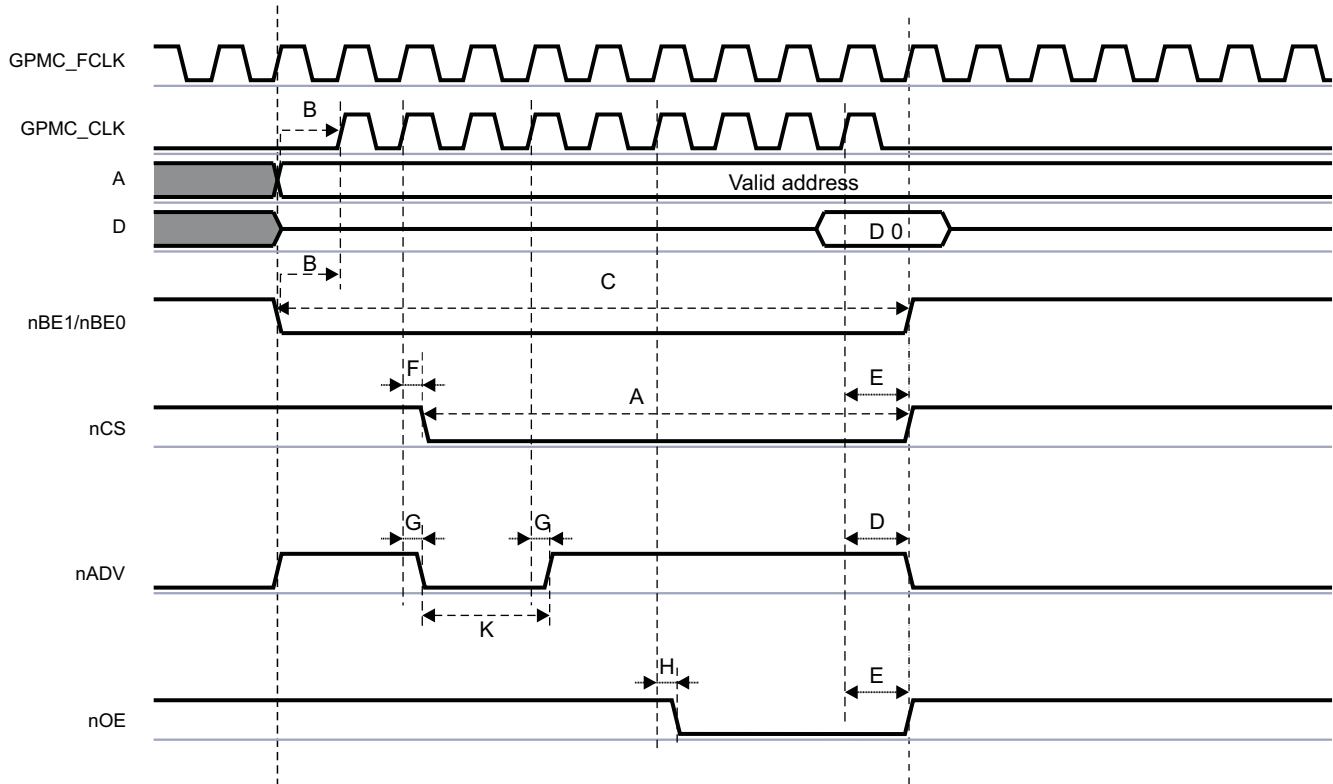 GPMC_FCLK
B
GPMC_CLK
A
Valid address
D
D 0
B
C
nBE1/nBE0
F
E
A
nCS
G
G
D
nADV
K
H
E
nOE